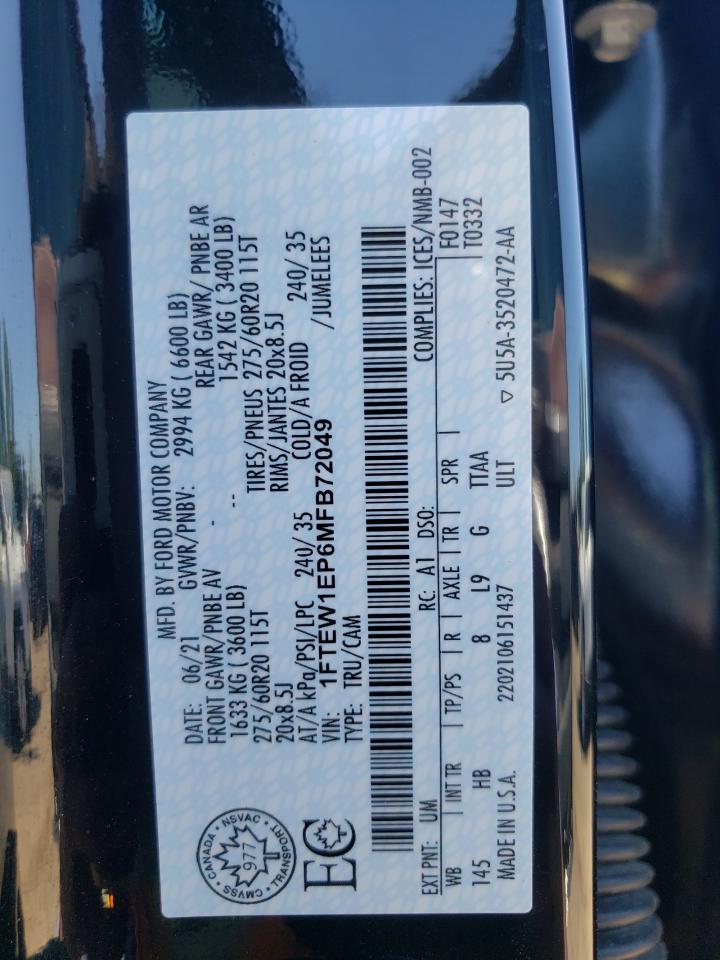 MFD. BY FORD MOTOR COMPANY
DATE: 06/21 GVWR/PNBV: 2994 KG ( 6600 LB)
FRONT GAWR/PNBE AV REAR GAWR/ PNBE AR
1633 KG ( 3600 LB) - 1542 KG ( 3400 LB)
275/60R20 115T -- TIRES/PNEUS 275/60R20 115T
20x8.5J RIMS/JANTES 20x8.5J
AT/A kPa/PSI/LPC 240/ 35 COLD/A FROID 240/ 35
VIN: 1FTEW1EP6MFB72049 /JUMELEES
TYPE: TRU/CAM
CANADA • NSVAC • TRANSPORT • CMVSS •
977
EC
EXT PNT: UM RC: A1 DSO: COMPLIES: ICES/NMB-002
WB | INT TR | TP/PS | R | AXLE | TR | SPR | F0147
T0332
145 HB 8 L9 G TTAA
MADE IN U.S.A. 2202106151437 ULT ▽ 5U5A-3520472-AA